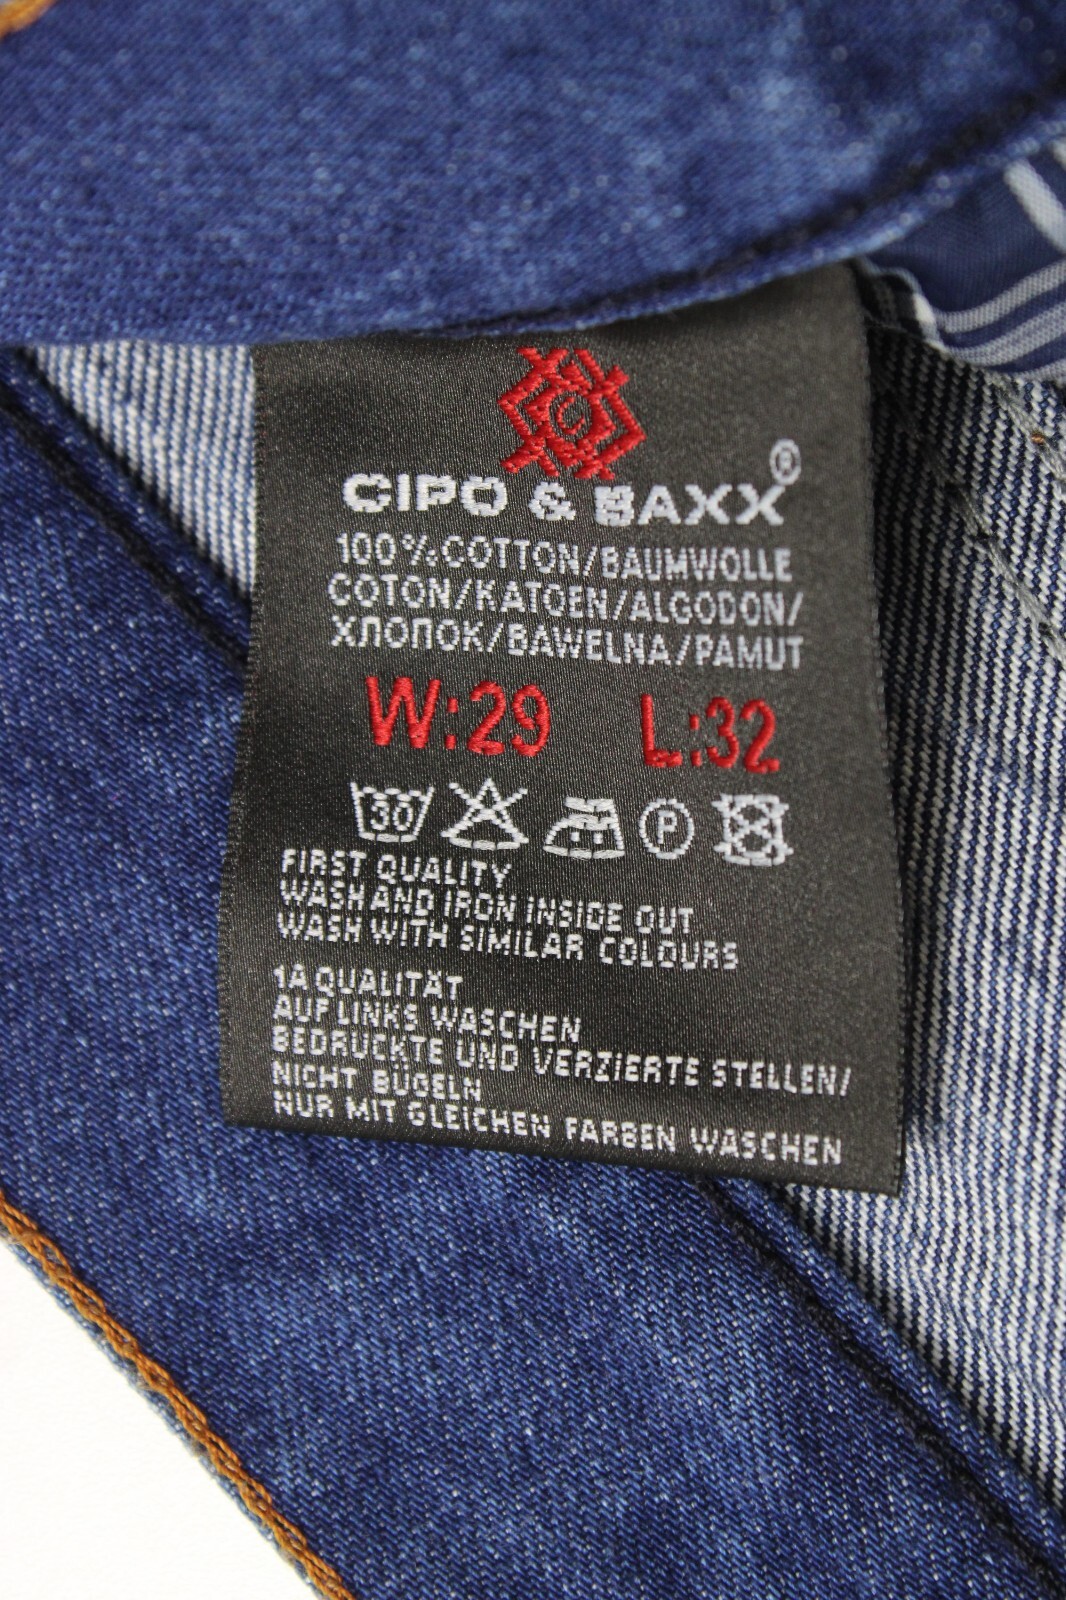 CIPO & BAXX®
100%COTTON/BAUMWOLLE
COTON/KATOEN/ALGODON/
ХЛОПОК/BAWELNA/PAMUT
W:29 L:32
30 P
FIRST QUALITY
WASH AND IRON INSIDE OUT
WASH WITH SIMILAR COLOURS
1A QUALITÄT
AUF LINKS WASCHEN
BEDRUCKTE UND VERZIERTE STELLEN/
NICHT BÜGELN
NUR MIT GLEICHEN FARBEN WASCHEN